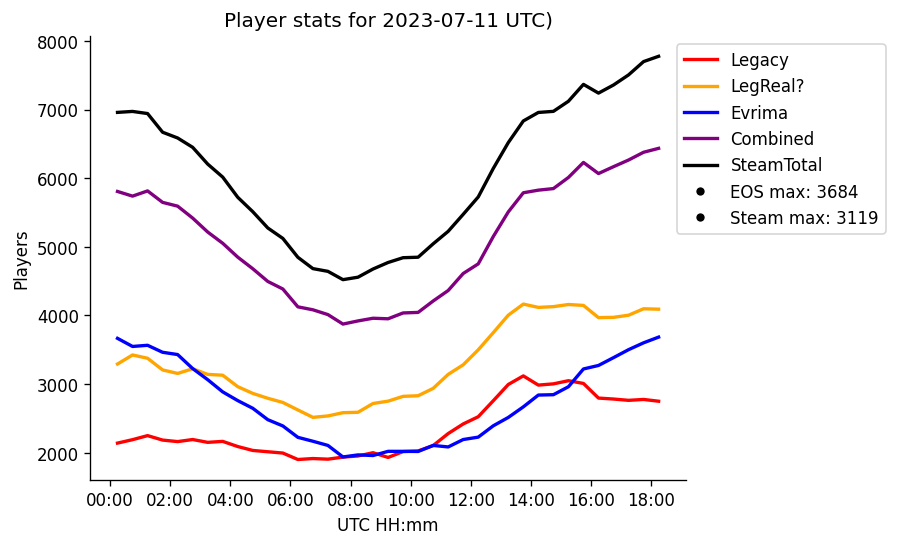 Player stats for 2023-07-11 UTC)
8000
7000
6000
5000
4000
3000
2000
Players
00:00 02:00 04:00 06:00 08:00 10:00 12:00 14:00 16:00 18:00
UTC HH:mm
Legacy
LegReal?
Evrima
Combined
SteamTotal
EOS max: 3684
Steam max: 3119